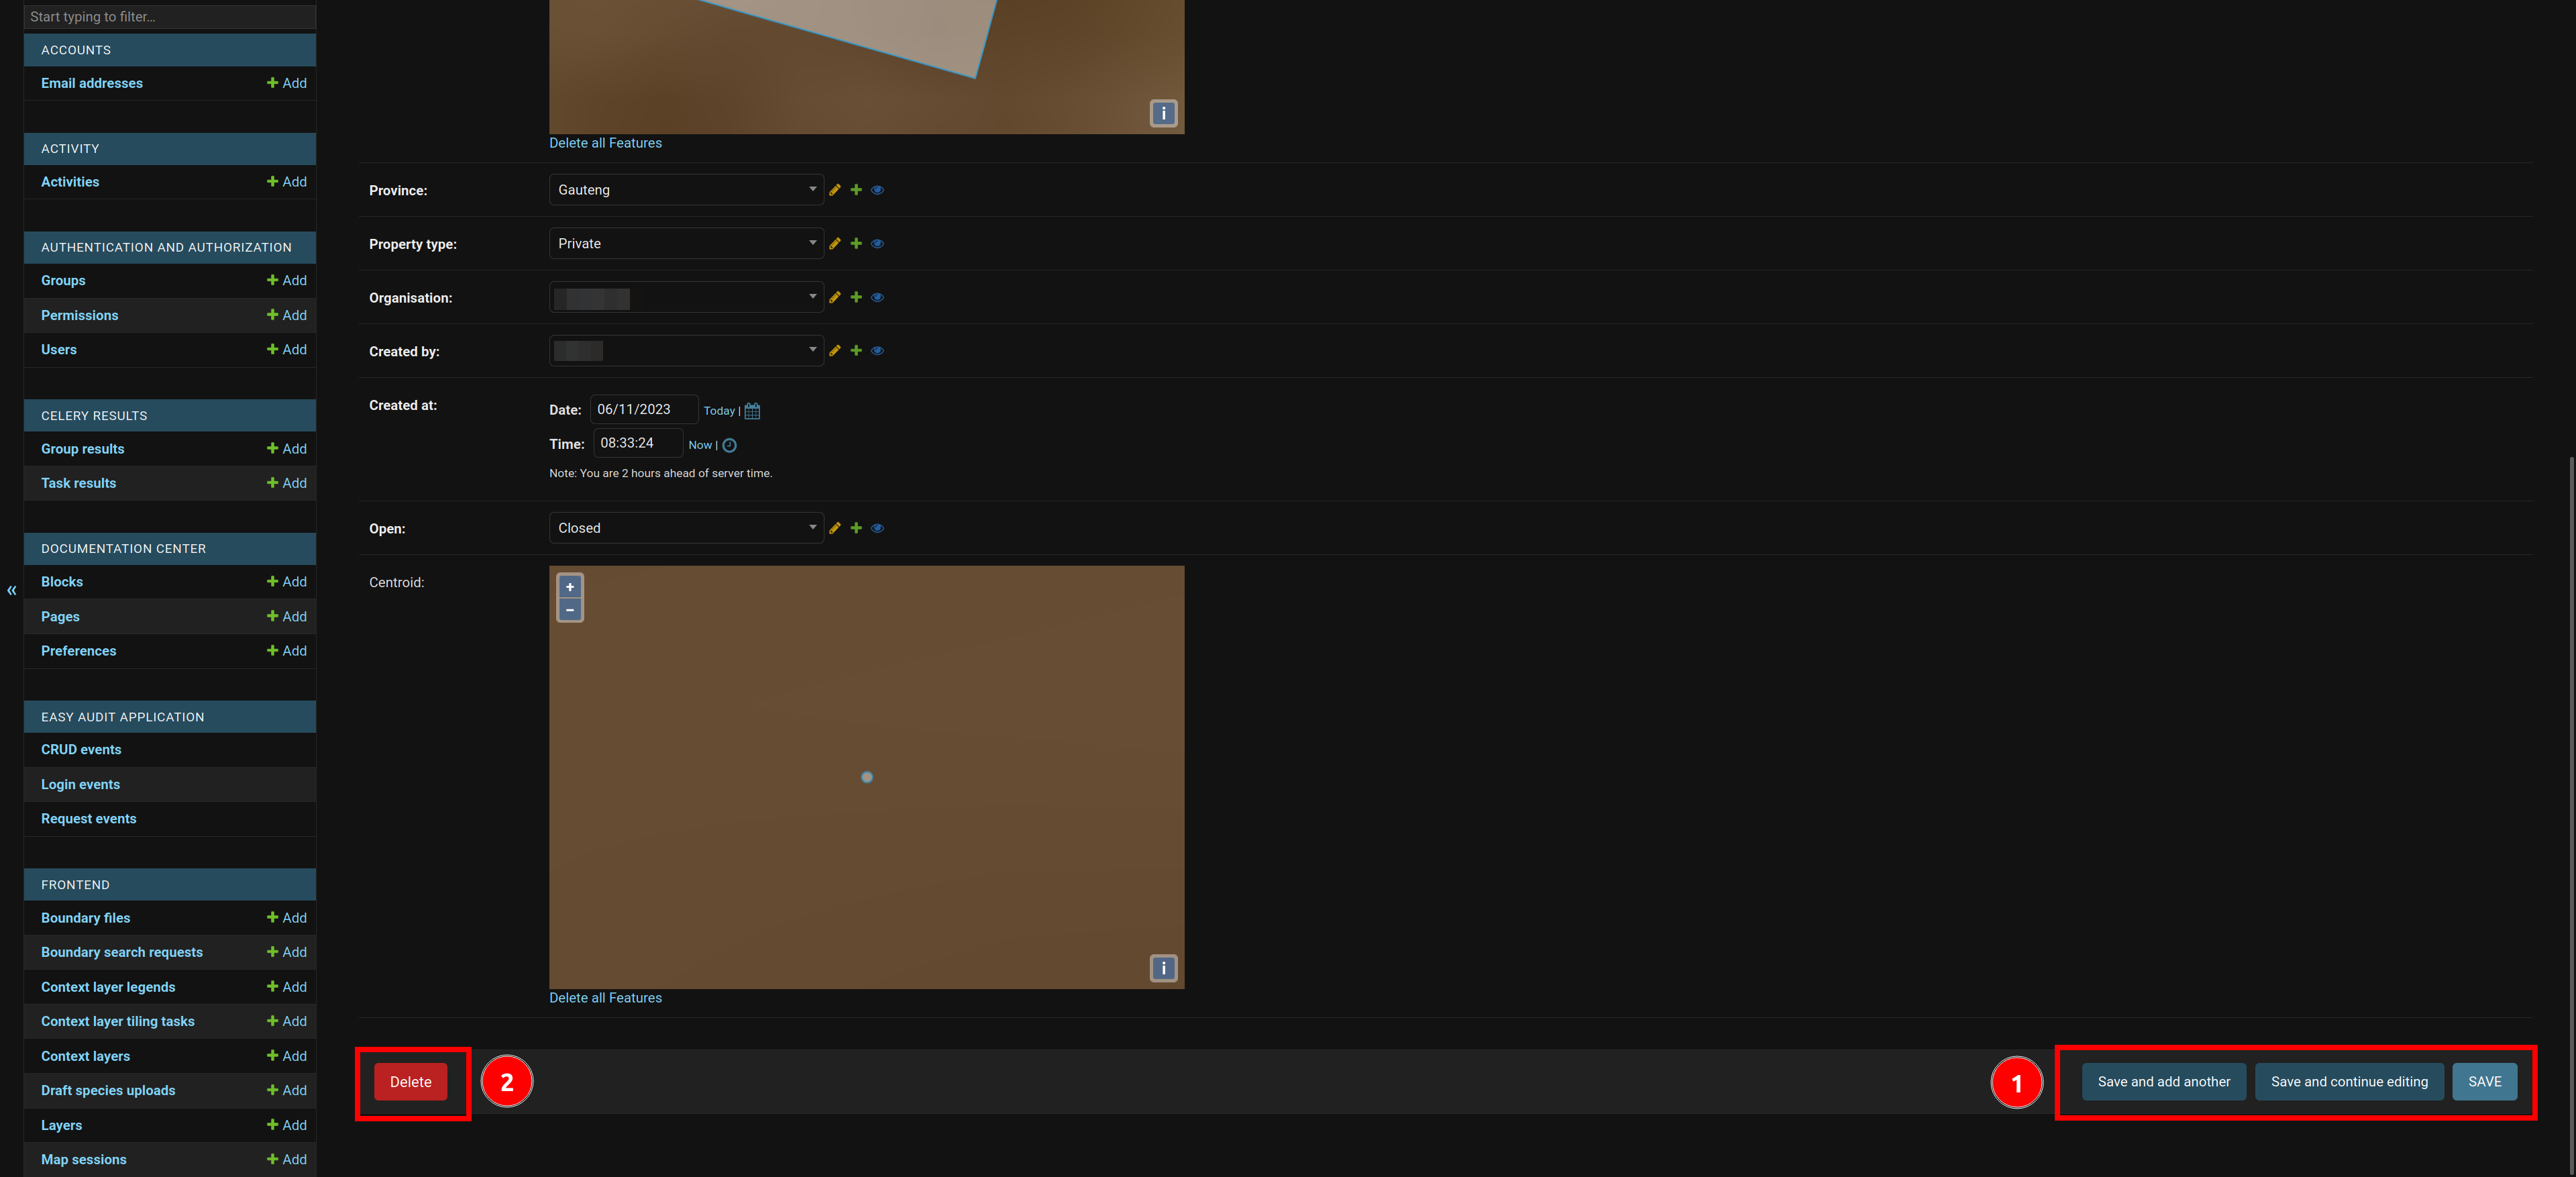 Start typing to filter…
ACCOUNTS
Email addresses
Add
ACTIVITY
Activities
Add
AUTHENTICATION AND AUTHORIZATION
Groups
Add
Permissions
Add
Users
Add
CELERY RESULTS
Group results
Add
Task results
Add
DOCUMENTATION CENTER
Blocks
Add
Pages
Add
Preferences
Add
EASY AUDIT APPLICATION
CRUD events
Login events
Request events
FRONTEND
Boundary files
Add
Boundary search requests
Add
Context layer legends
Add
Context layer tiling tasks
Add
Context layers
Add
Draft species uploads
Add
Layers
Add
Map sessions
Add
«
i
Delete all Features
Province:
Gauteng
Property type:
Private
Organisation:
Created by:
Created at:
Date: 06/11/2023 Today |
Time: 08:33:24 Now |
Note: You are 2 hours ahead of server time.
Open:
Closed
Centroid:
+
−
i
Delete all Features
Delete
2
1
Save and add another
Save and continue editing
SAVE